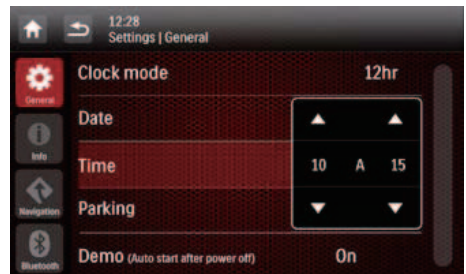 12:28
Settings | General
Clock mode 12hr
General
Date
Info
Time 10 A 15
Navigation
Parking
Bluetooth
Demo (Auto start after power off) On